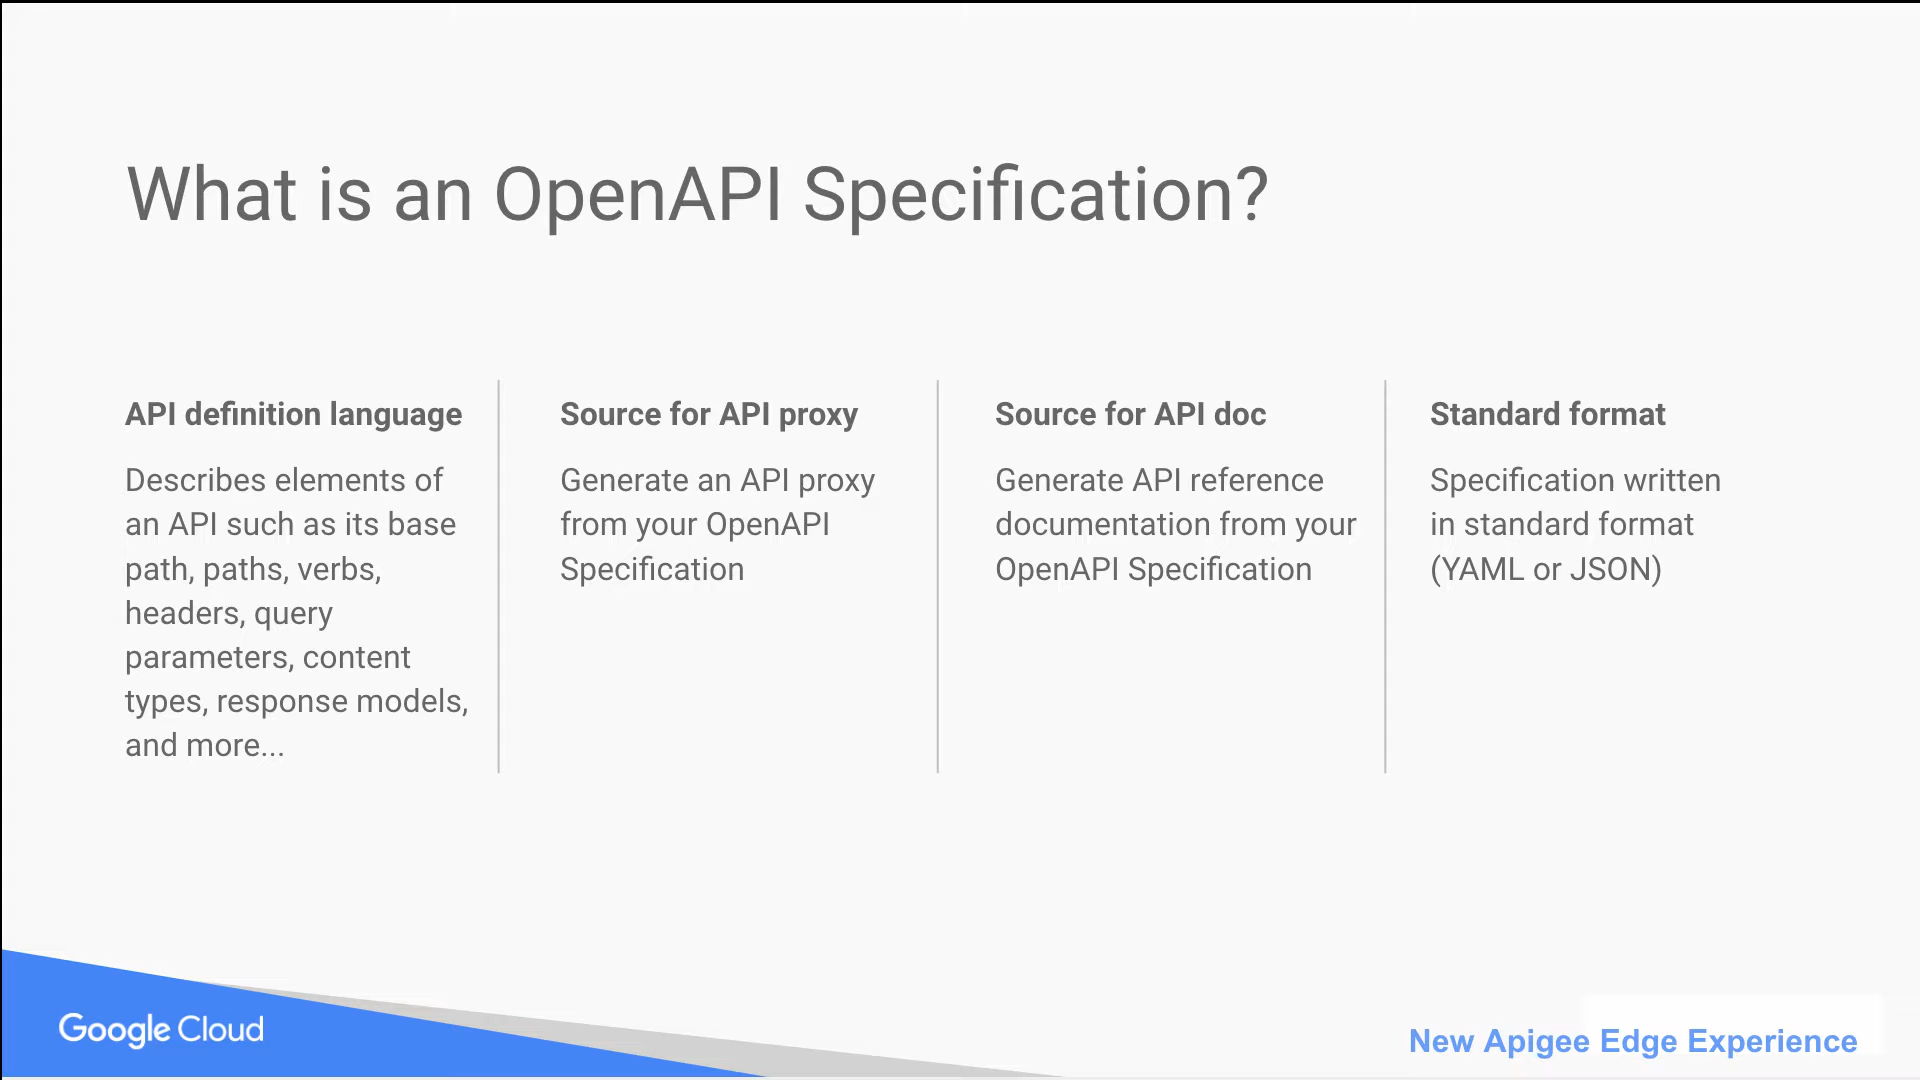 What is an OpenAPI Specification?
API definition language
Describes elements of
an API such as its base
path, paths, verbs,
headers, query
parameters, content
types, response models,
and more...
Source for API proxy
Generate an API proxy
from your OpenAPI
Specification
Source for API doc
Generate API reference
documentation from your
OpenAPI Specification
Standard format
Specification written
in standard format
(YAML or JSON)
Google Cloud
New Apigee Edge Experience